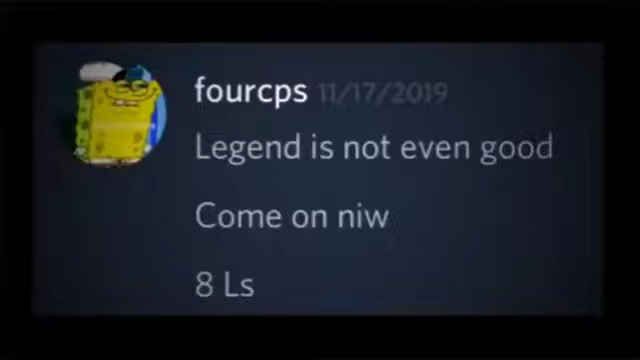 fourcps 11/17/2019
Legend is not even good
Come on niw
8 Ls